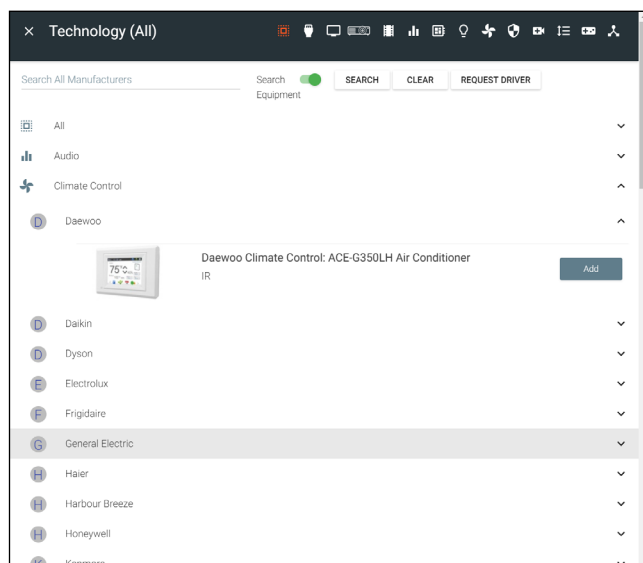 Technology (All)
Search All Manufacturers
Search
Equipment
SEARCH
CLEAR
REQUEST DRIVER
All
Audio
Climate Control
D
Daewoo
75°
Daewoo Climate Control: ACE-G350LH Air Conditioner
IR
Add
D
Daikin
D
Dyson
E
Electrolux
F
Frigidaire
G
General Electric
H
Haier
H
Harbour Breeze
H
Honeywell
K
Kenmore